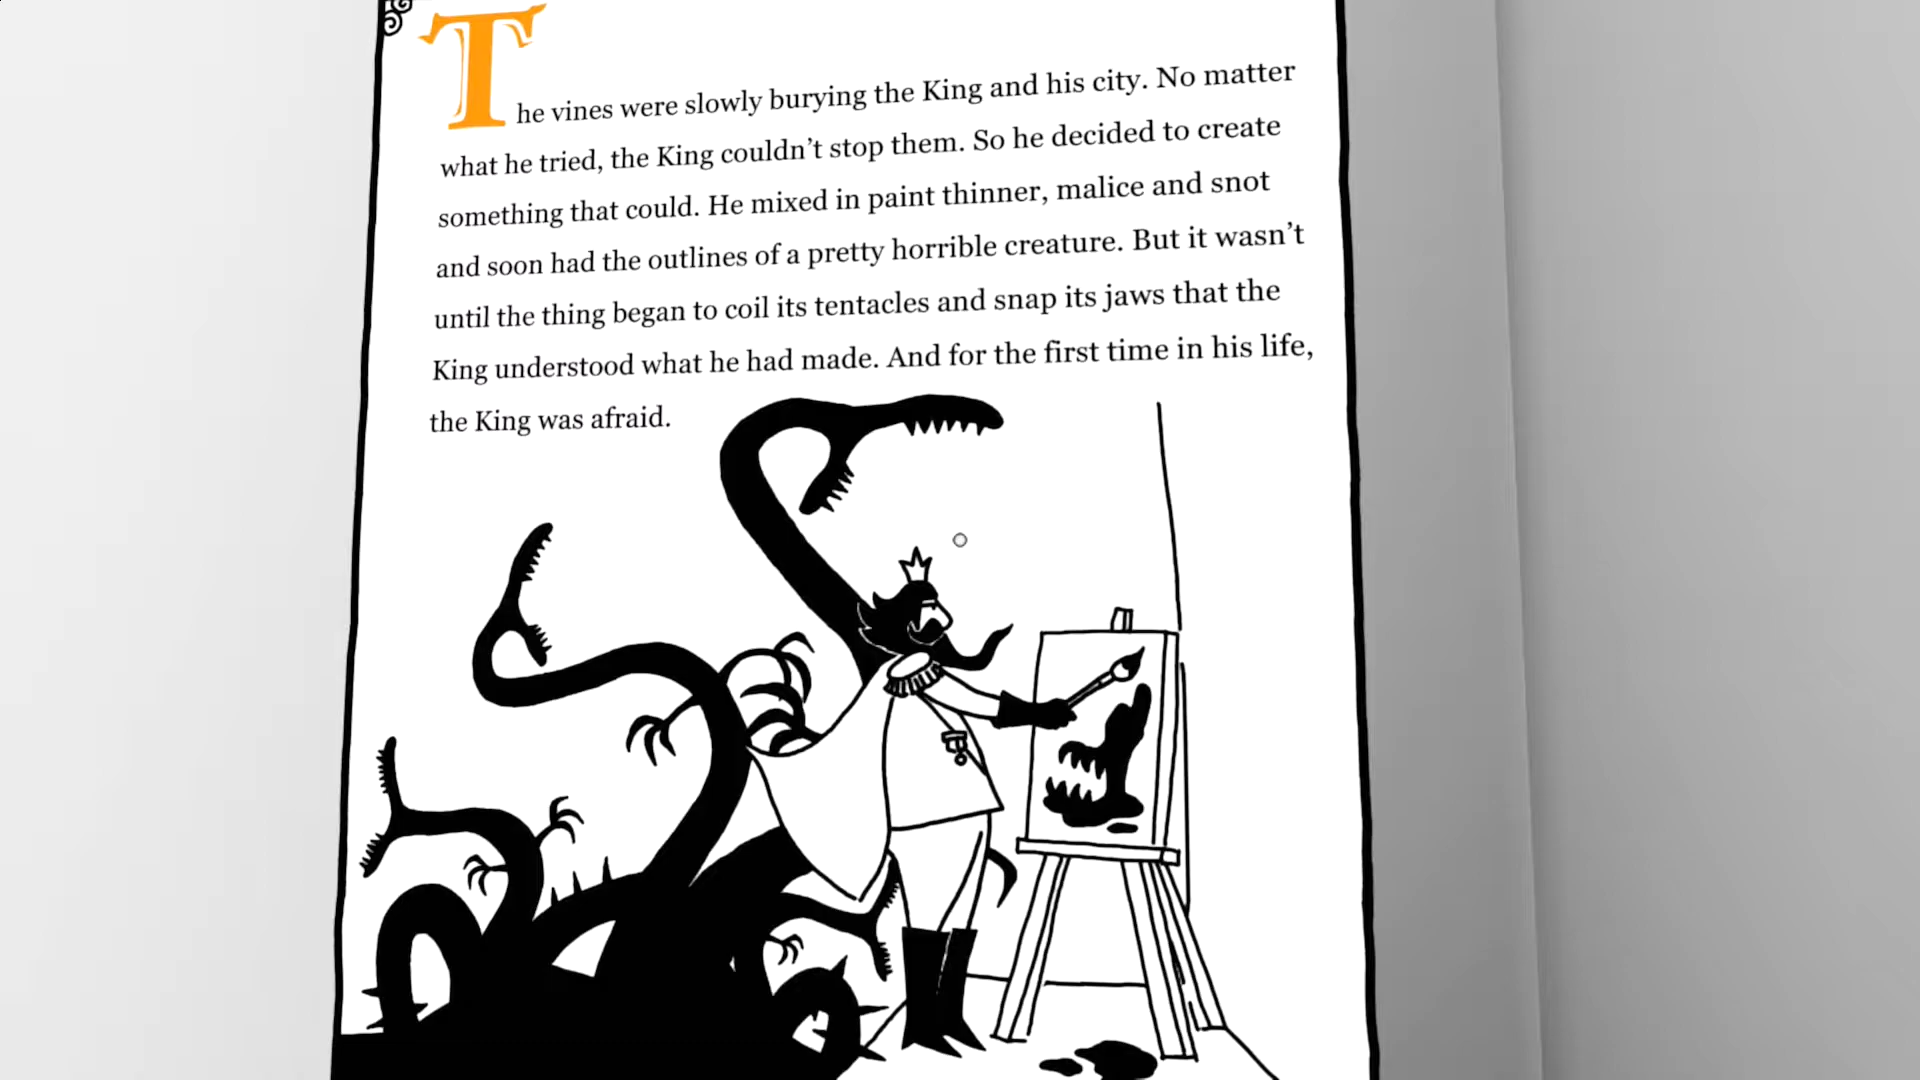 The vines were slowly burying the King and his city. No matter
what he tried, the King couldn’t stop them. So he decided to create
something that could. He mixed in paint thinner, malice and snot
and soon had the outlines of a pretty horrible creature. But it wasn’t
until the thing began to coil its tentacles and snap its jaws that the
King understood what he had made. And for the first time in his life,
the King was afraid.